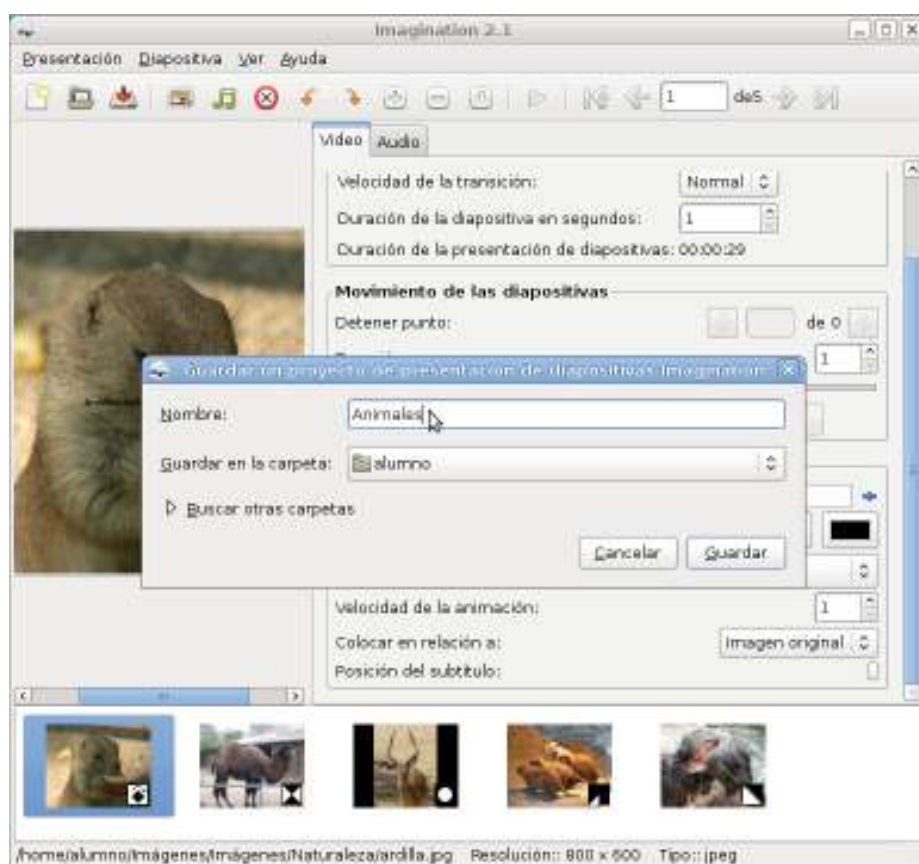 Imagination 2.1
Presentación Diapositiva Ver Ayuda
1 de5
Video Audio
Velocidad de la transición: Normal
Duración de la diapositiva en segundos: 1
Duración de la presentación de diapositivas: 00:00:29
Movimiento de las diapositivas
Detener punto: de 0
1
Guardar un proyecto de presentación de diapositivas Imagination
Nombre: Animales
Guardar en la carpeta: alumno
Buscar otras carpetas
Cancelar Guardar
Velocidad de la animación: 1
Colocar en relación a: Imagen original
Posición del subtítulo:
/home/alumno/Imágenes/Imágenes/Naturaleza/ardilla.jpg Resolución:: 800 x 600 Tipo:: jpeg